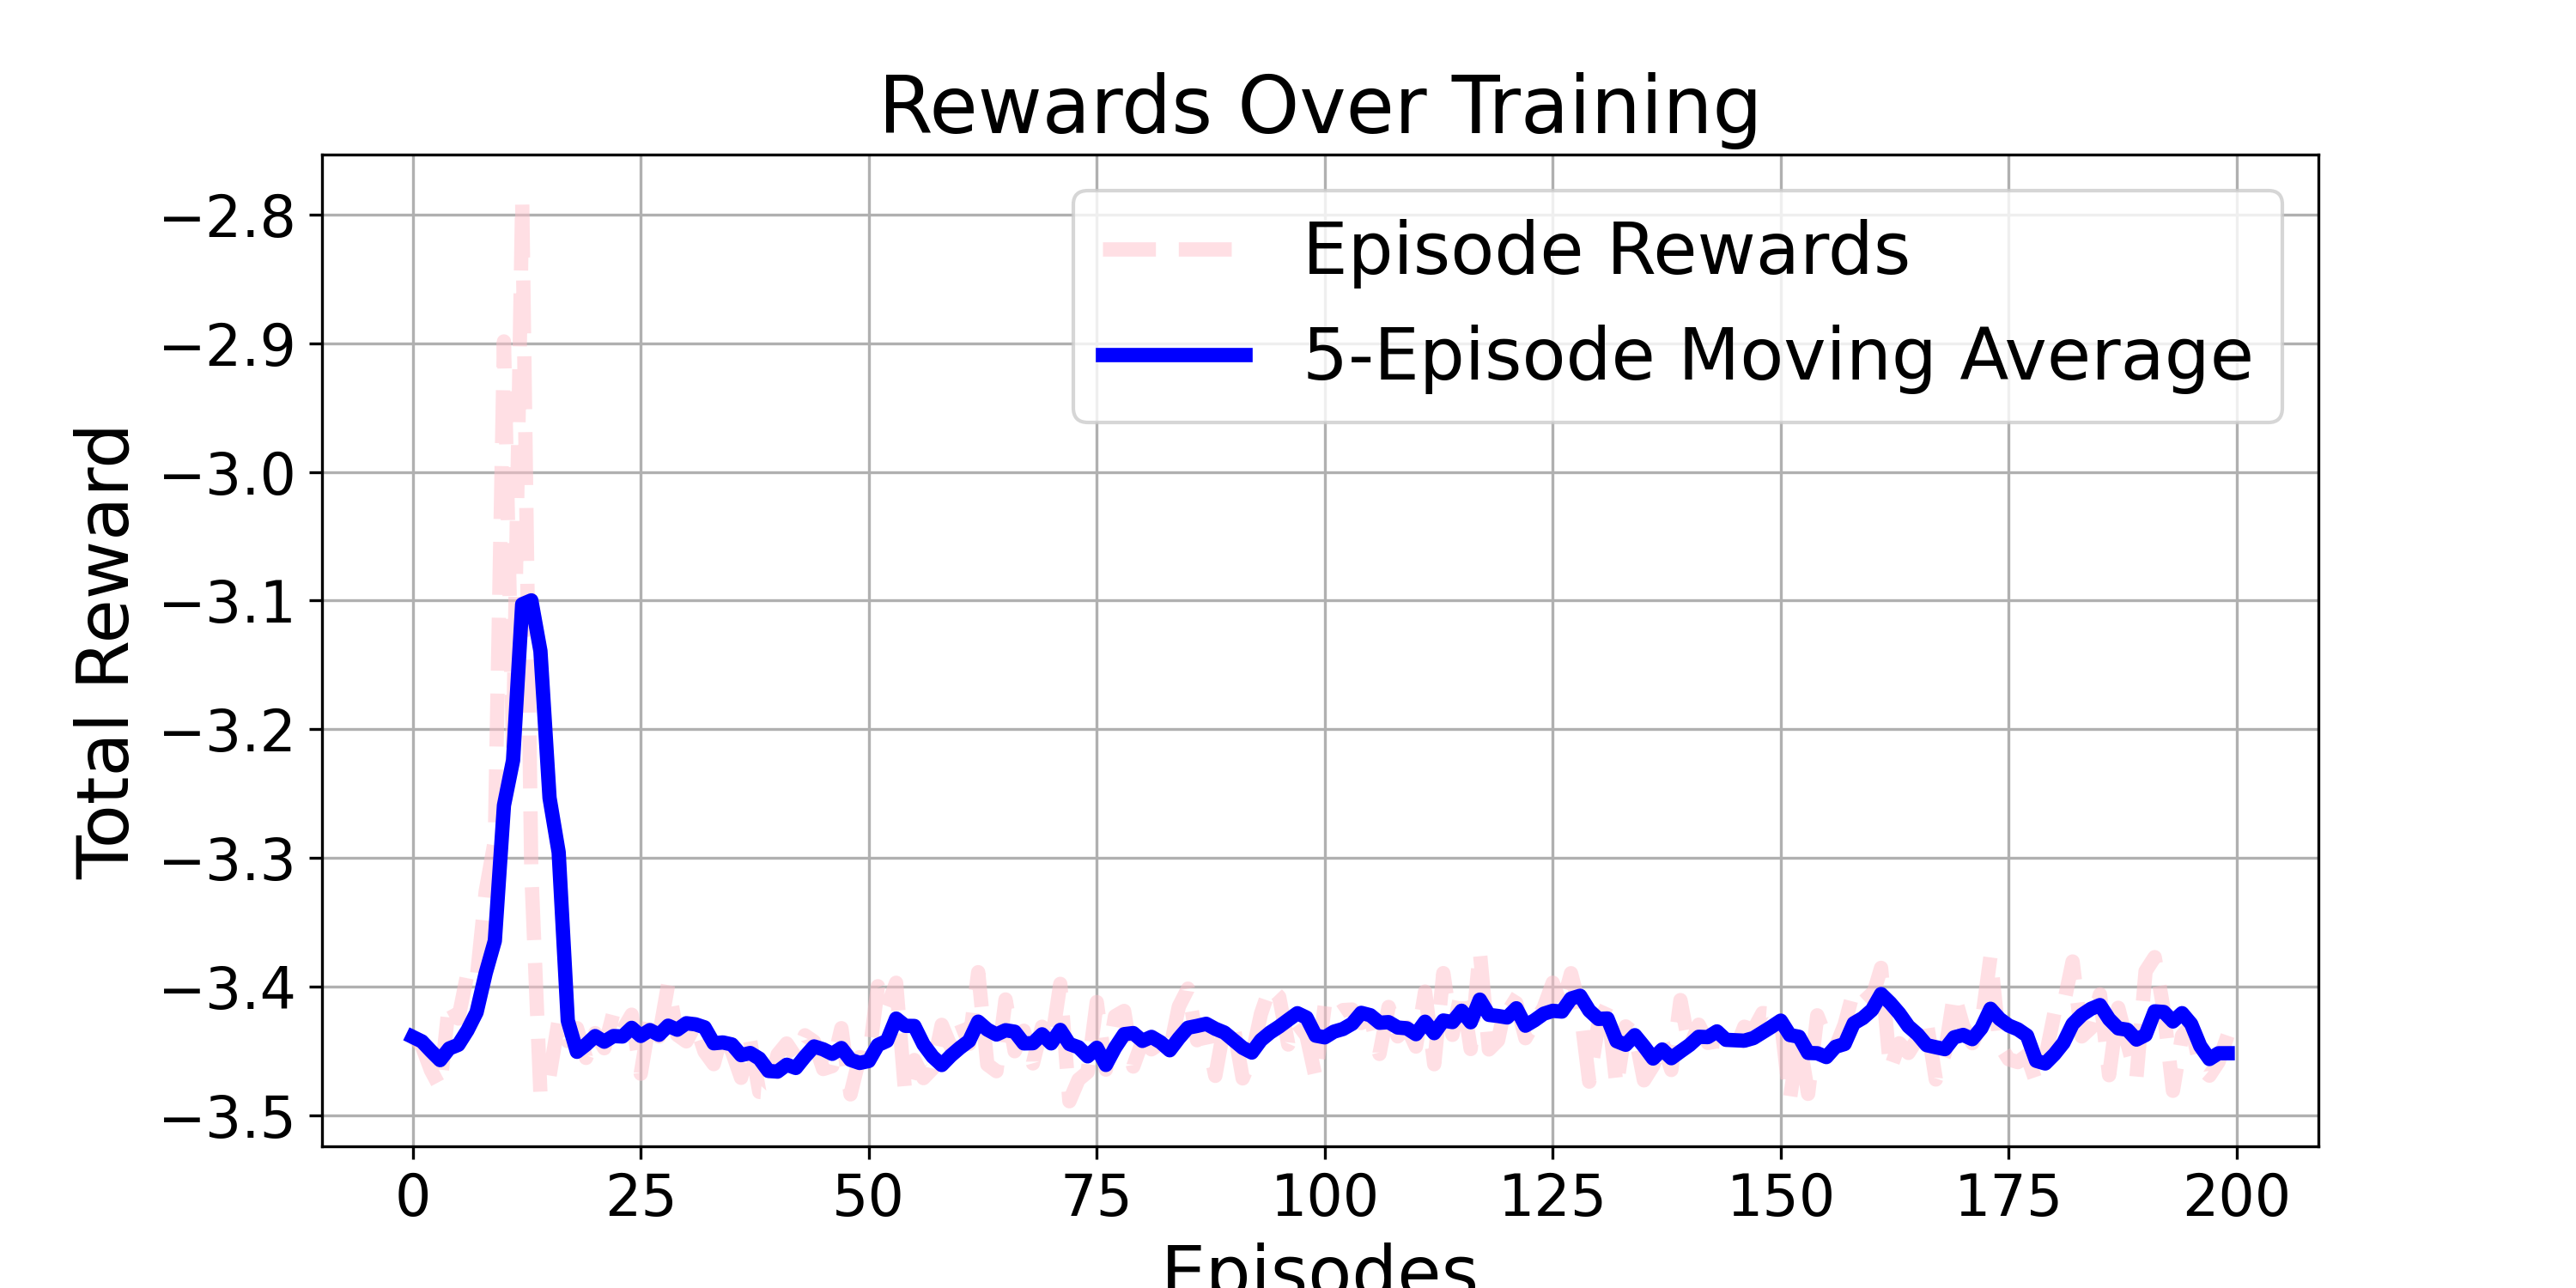 Rewards Over Training
Episode Rewards
5-Episode Moving Average
Total Reward
−2.8
−2.9
−3.0
−3.1
−3.2
−3.3
−3.4
−3.5
0 25 50 75 100 125 150 175 200
Episodes